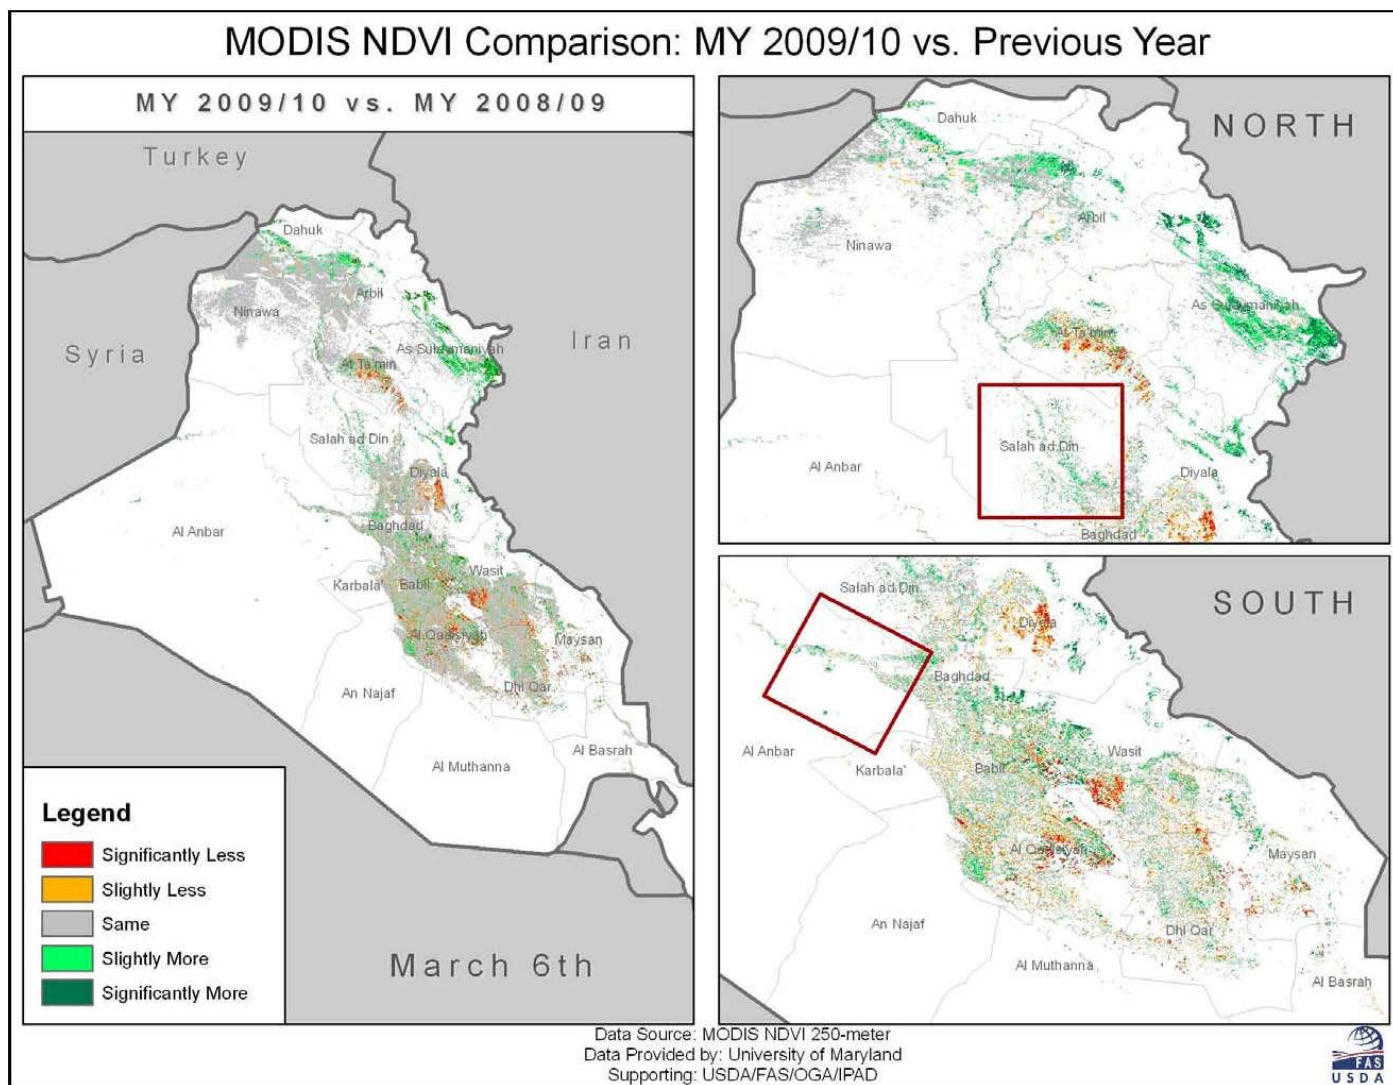 MODIS NDVI Comparison: MY 2009/10 vs. Previous Year
MY 2009/10 vs. MY 2008/09
Turkey
Syria
Iran
Dahuk
Arbil
Ninawa
As Sulaymaniyah
At Ta'min
Salah ad Din
Diyala
Al Anbar
Baghdad
Karbala'
Babil
Wasit
Al Qadisiyah
Maysan
An Najaf
Dhi Qar
Al Basrah
Al Muthanna
March 6th
Legend
Significantly Less
Slightly Less
Same
Slightly More
Significantly More
NORTH
Dahuk
Arbil
Ninawa
As Sulaymaniyah
At Ta'min
Salah ad Din
Al Anbar
Diyala
Baghdad
SOUTH
Salah ad Din
Diyala
Baghdad
Al Anbar
Karbala'
Babil
Wasit
Al Qadisiyah
Maysan
An Najaf
Dhi Qar
Al Muthanna
Al Basrah
Data Source: MODIS NDVI 250-meter
Data Provided by: University of Maryland
Supporting: USDA/FAS/OGA/IPAD
FAS
USDA